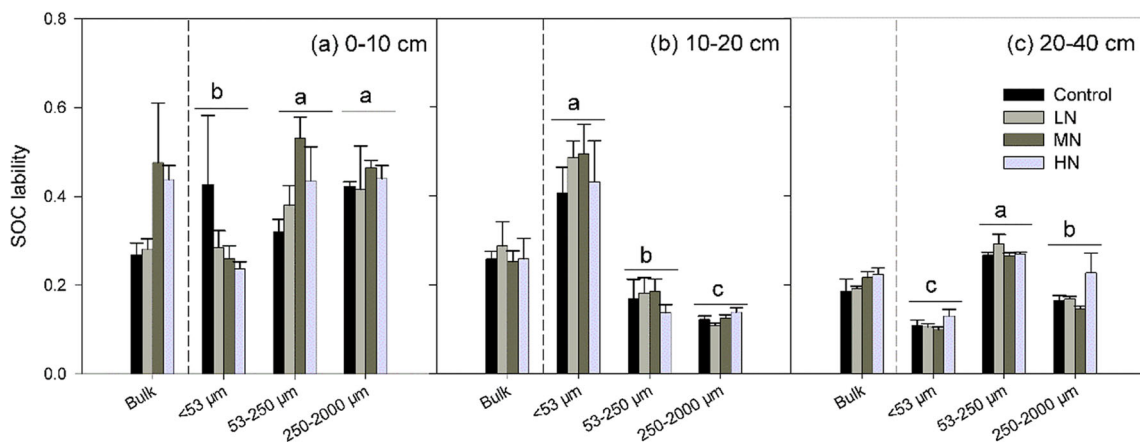 SOC lability
0.8
0.6
0.4
0.2
0.0
(a) 0-10 cm
b
a
a
Bulk
<53 µm
53-250 µm
250-2000 µm
(b) 10-20 cm
a
b
c
Bulk
<53 µm
53-250 µm
250-2000 µm
(c) 20-40 cm
Control
LN
MN
HN
c
a
b
Bulk
<53 µm
53-250 µm
250-2000 µm